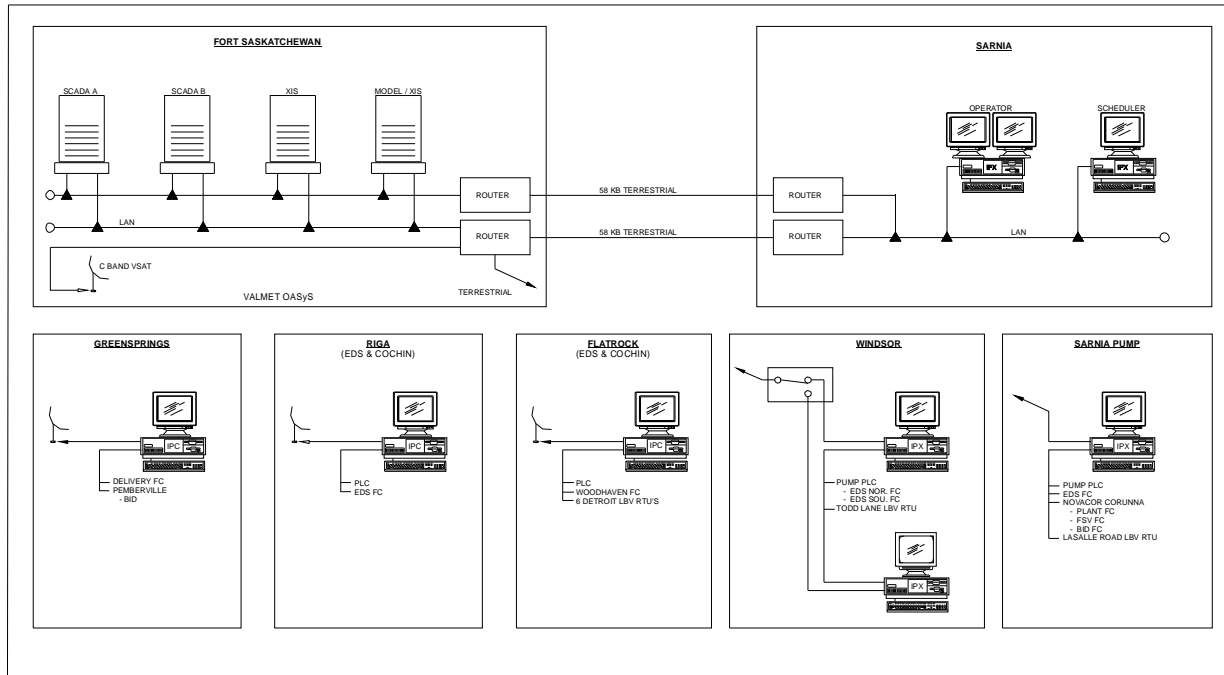 FORT SASKATCHEWAN
SCADA A
SCADA B
XIS
MODEL / XIS
ROUTER
LAN
ROUTER
C BAND VSAT
TERRESTRIAL
VALMET OASyS
58 KB TERRESTRIAL
58 KB TERRESTRIAL
SARNIA
OPERATOR
SCHEDULER
IPX
ROUTER
ROUTER
LAN
GREENSPRINGS
IPC
DELIVERY FC
PEMBERVILLE
- BID
RIGA
(EDS & COCHIN)
IPC
PLC
EDS FC
FLATROCK
(EDS & COCHIN)
IPC
PLC
WOODHAVEN FC
6 DETROIT LBV RTU'S
WINDSOR
IPX
PUMP PLC
- EDS NOR. FC
- EDS SOU. FC
TODD LANE LBV RTU
IPX
SARNIA PUMP
IPX
PUMP PLC
EDS FC
NOVACOR CORUNNA
- PLANT FC
- FSV FC
- BID FC
LASALLE ROAD LBV RTU